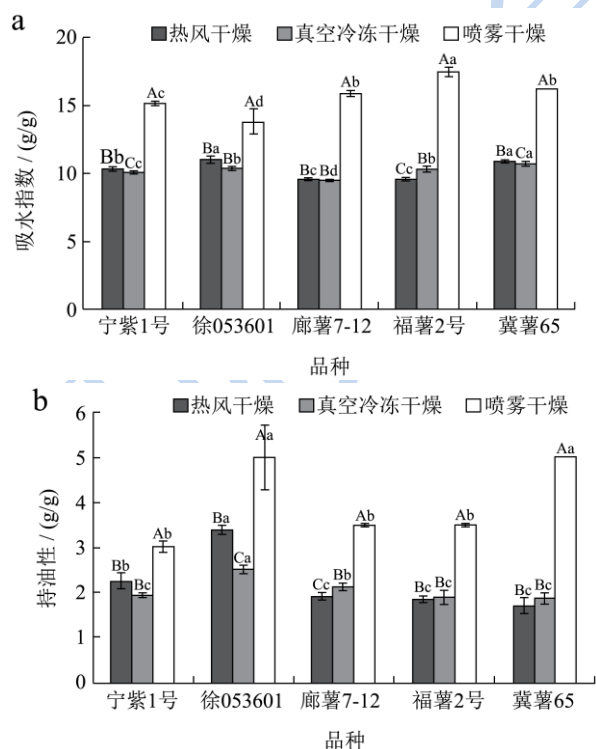 a
20
■热风干燥 ■真空冷冻干燥 □喷雾干燥
吸水指数 / (g/g)
15
10
5
0
Bb Cc Ac
Ba Bb Ad
Bc Bd Ab
Cc Bb Aa
Ba Ca Ab
宁紫1号 徐053601 廊薯7-12 福薯2号 冀薯65
品种
b
6
■热风干燥 ■真空冷冻干燥 □喷雾干燥
持油性 / (g/g)
5
4
3
2
1
0
Bb Bc Ab
Ba Ca Aa
Cc Bb Ab
Bc Bc Ab
Bc Bc Aa
宁紫1号 徐053601 廊薯7-12 福薯2号 冀薯65
品种